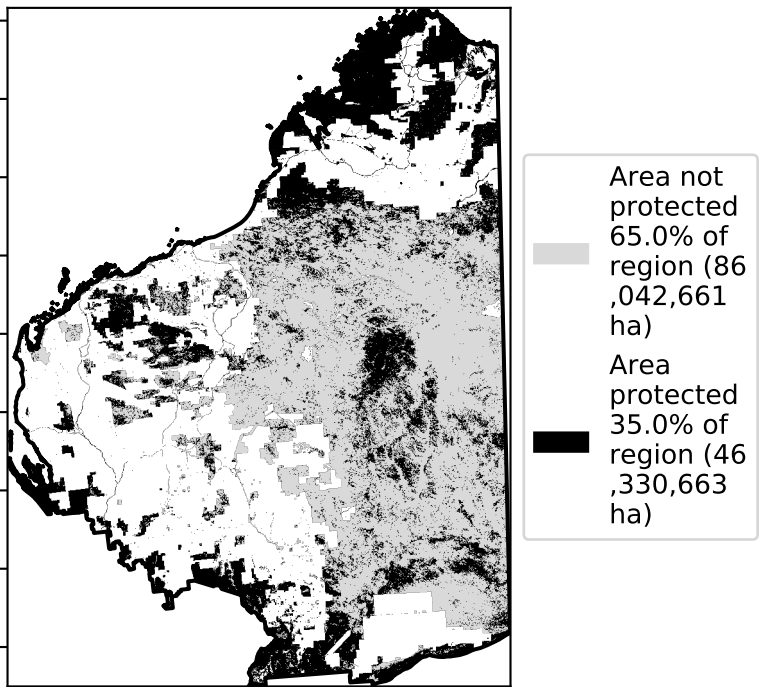 Area not
protected
65.0% of
region (86
,042,661
ha)
Area
protected
35.0% of
region (46
,330,663
ha)